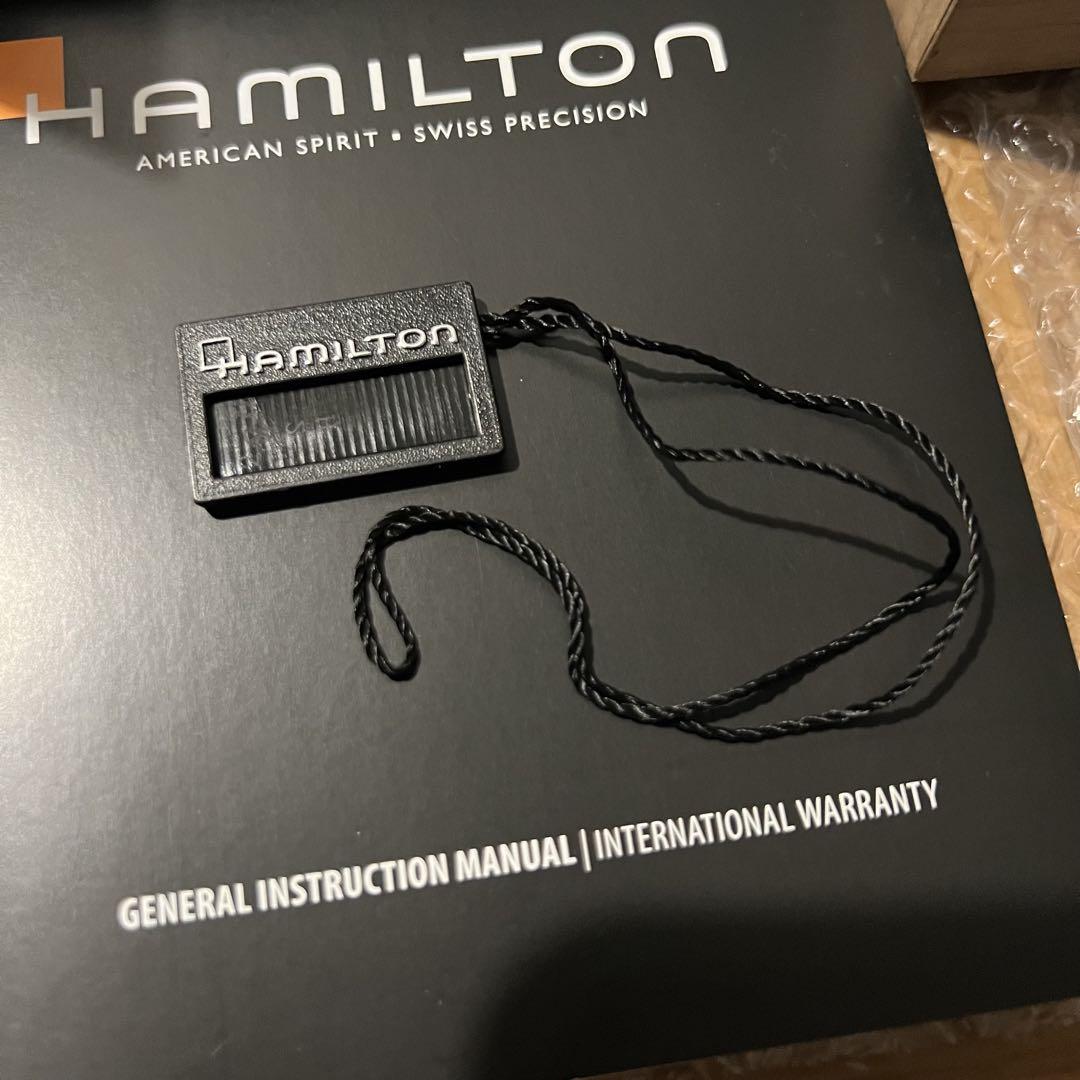 HAMILTON
AMERICAN SPIRIT • SWISS PRECISION
HAMILTON
GENERAL INSTRUCTION MANUAL | INTERNATIONAL WARRANTY